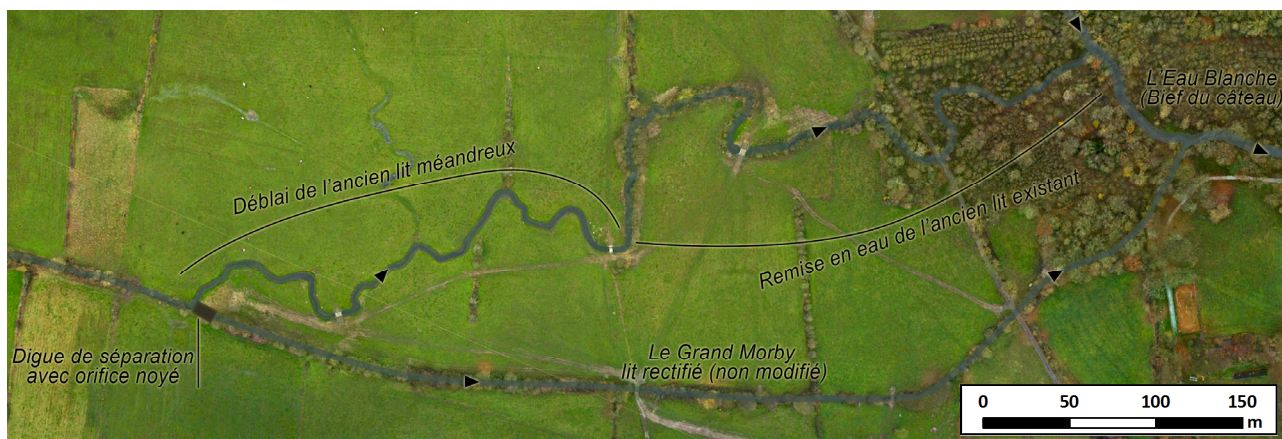 L'Eau Blanche
(Bief du câteau)
Déblai de l'ancien lit méandreux
Remise en eau de l'ancien lit existant
Digue de séparation
avec orifice noyé
Le Grand Morby
lit rectifié (non modifié)
0 50 100 150
m